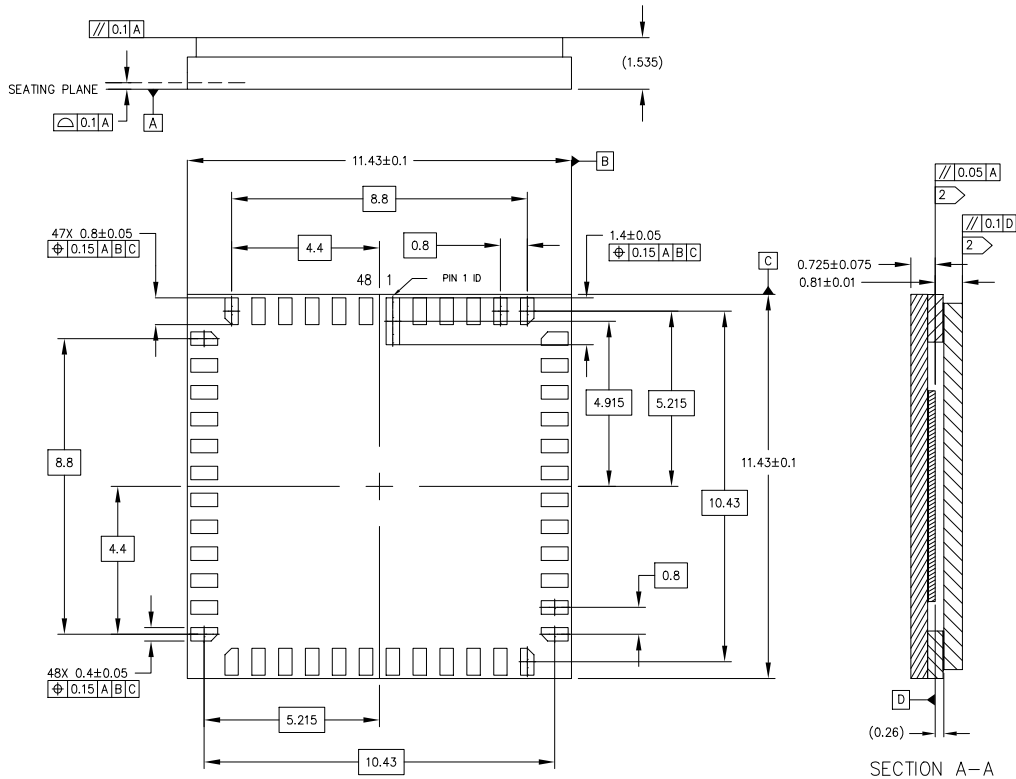 // 0.1 A
(1.535)
SEATING PLANE
⌓ 0.1 A
A
11.43±0.1
B
// 0.05 A
2
8.8
// 0.1 D
2
47X 0.8±0.05
⌖ 0.15 A B C
4.4
0.8
1.4±0.05
⌖ 0.15 A B C
C
0.725±0.075
0.81±0.01
48 1 PIN 1 ID
4.915
5.215
8.8
11.43±0.1
10.43
4.4
0.8
48X 0.4±0.05
⌖ 0.15 A B C
D
5.215
(0.26)
10.43
SECTION A-A